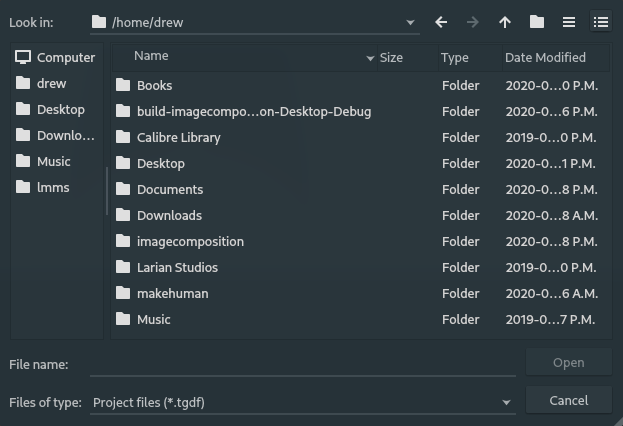 Look in: /home/drew
Computer
drew
Desktop
Downlo...
Music
lmms
Name Size Type Date Modified
Books Folder 2020-0...0 P.M.
build-imagecompo...on-Desktop-Debug Folder 2020-0...6 P.M.
Calibre Library Folder 2019-0...0 P.M.
Desktop Folder 2020-0...1 P.M.
Documents Folder 2020-0...8 P.M.
Downloads Folder 2020-0...8 A.M.
imagecomposition Folder 2020-0...8 P.M.
Larian Studios Folder 2019-0...0 P.M.
makehuman Folder 2020-0...6 A.M.
Music Folder 2019-0...7 P.M.
File name: Open
Files of type: Project files (*.tgdf) Cancel